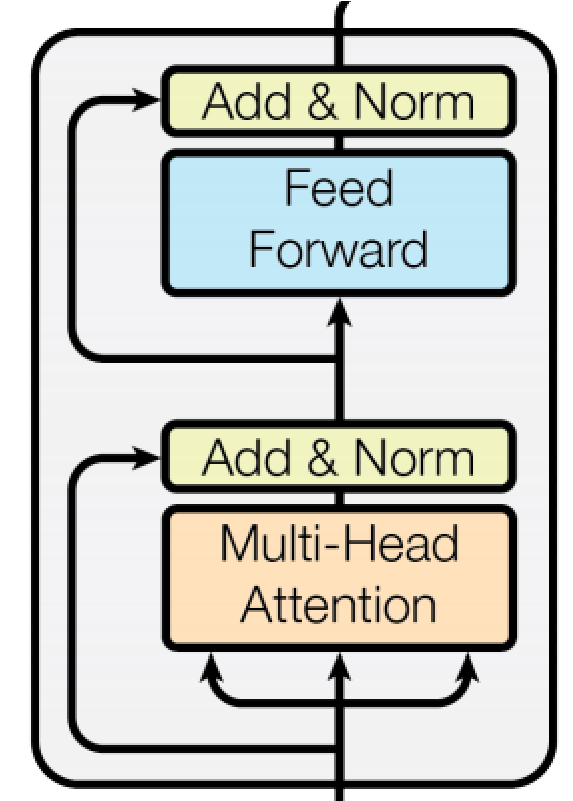 Add & Norm
Feed
Forward
Add & Norm
Multi-Head
Attention